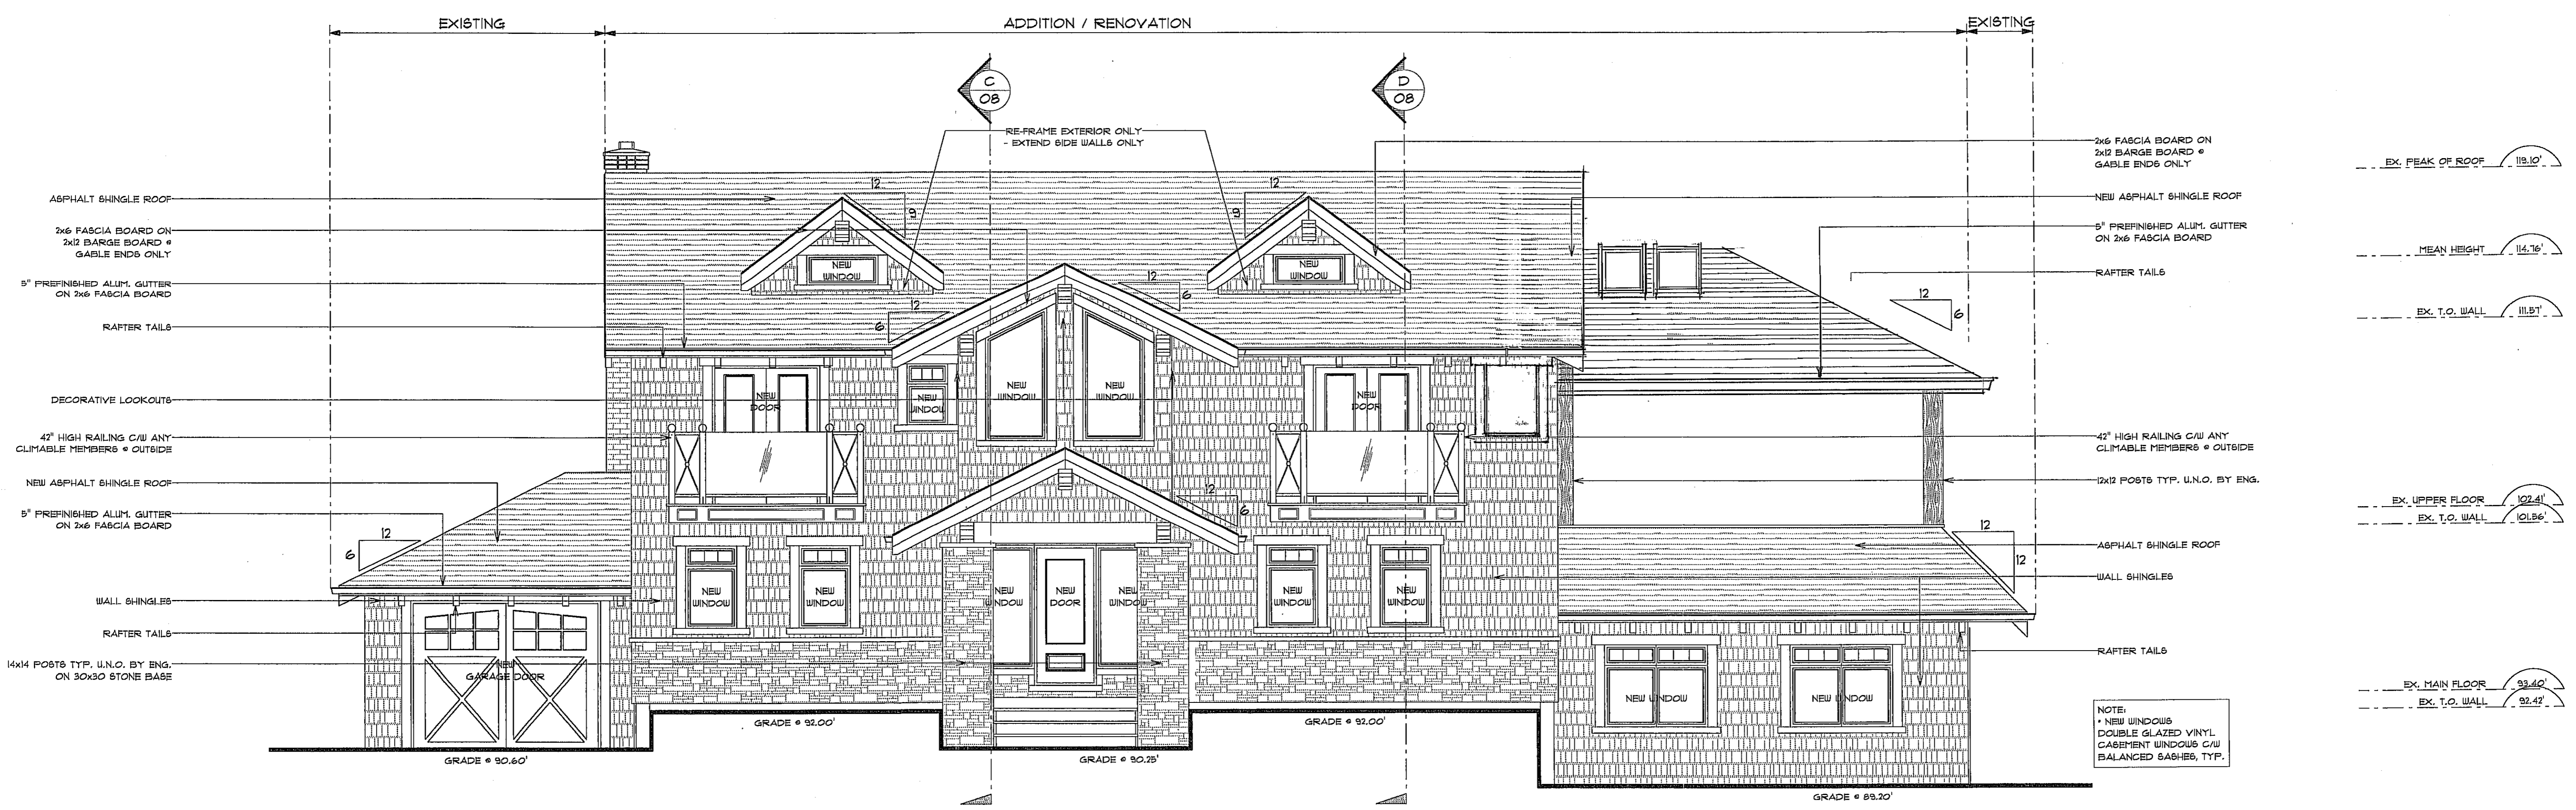 EXISTING
ADDITION / RENOVATION
EXISTING
C
08
D
08
RE-FRAME EXTERIOR ONLY
- EXTEND SIDE WALLS ONLY
ASPHALT SHINGLE ROOF
2x6 FASCIA BOARD ON
2x12 BARGE BOARD @
GABLE ENDS ONLY
5" PREFINISHED ALUM. GUTTER
ON 2x6 FASCIA BOARD
RAFTER TAILS
DECORATIVE LOOKOUTS
42" HIGH RAILING C/W ANY
CLIMABLE MEMBERS @ OUTSIDE
NEW ASPHALT SHINGLE ROOF
5" PREFINISHED ALUM. GUTTER
ON 2x6 FASCIA BOARD
WALL SHINGLES
RAFTER TAILS
14x14 POSTS TYP. U.N.O. BY ENG.
ON 30x30 STONE BASE
12
9
12
9
NEW
WINDOW
NEW
WINDOW
12
6
12
6
NEW
DOOR
NEW
WINDOW
NEW
WINDOW
NEW
WINDOW
NEW
DOOR
12
6
12
6
12
6
12
12
NEW
WINDOW
NEW
WINDOW
NEW
WINDOW
NEW
DOOR
NEW
WINDOW
NEW
WINDOW
NEW
WINDOW
NEW
GARAGE DOOR
NEW WINDOW
NEW WINDOW
GRADE @ 90.60'
GRADE @ 92.00'
GRADE @ 90.25'
GRADE @ 92.00'
GRADE @ 89.20'
2x6 FASCIA BOARD ON
2x12 BARGE BOARD @
GABLE ENDS ONLY
NEW ASPHALT SHINGLE ROOF
5" PREFINISHED ALUM. GUTTER
ON 2x6 FASCIA BOARD
RAFTER TAILS
42" HIGH RAILING C/W ANY
CLIMABLE MEMBERS @ OUTSIDE
12x12 POSTS TYP. U.N.O. BY ENG.
ASPHALT SHINGLE ROOF
WALL SHINGLES
RAFTER TAILS
NOTE:
• NEW WINDOWS
DOUBLE GLAZED VINYL
CASEMENT WINDOWS C/W
BALANCED SASHES, TYP.
EX. PEAK OF ROOF 119.10'
MEAN HEIGHT 114.76'
EX. T.O. WALL 111.57'
EX. UPPER FLOOR 102.41'
EX. T.O. WALL 101.56'
EX. MAIN FLOOR 93.40'
EX. T.O. WALL 92.42'